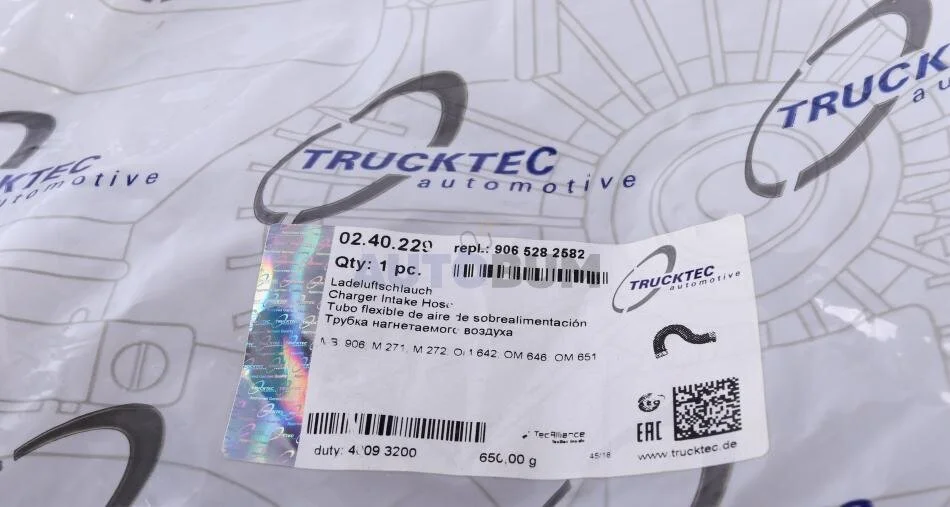 TRUCKTEC
automotive
TRUCKTEC
automotive
02.40.229
repl.: 906 528 2582
Qty: 1 pc.
AUTODUM
TRUCKTEC
automotive
Ladeluftschlauch
Charger Intake Hose
Tubo flexible de aire de sobrealimentación
Трубка нагнетаемого воздуха
906, M 271, M 272, OM 642, OM 646, OM 651
TecAlliance
EAC
duty: 4009 3200
650,00 g
45/18
www.trucktec.de